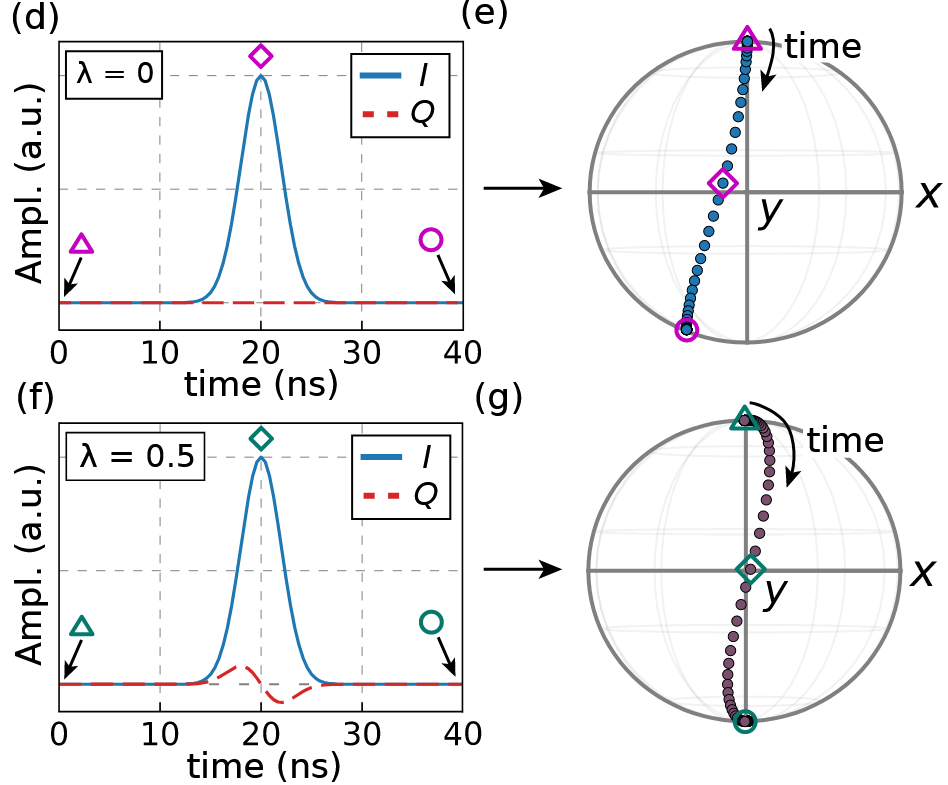 (d)
λ = 0
I
Q
Ampl. (a.u.)
0 10 20 30 40
time (ns)
(e)
time
x
y
(f)
λ = 0.5
I
Q
Ampl. (a.u.)
0 10 20 30 40
time (ns)
(g)
time
x
y